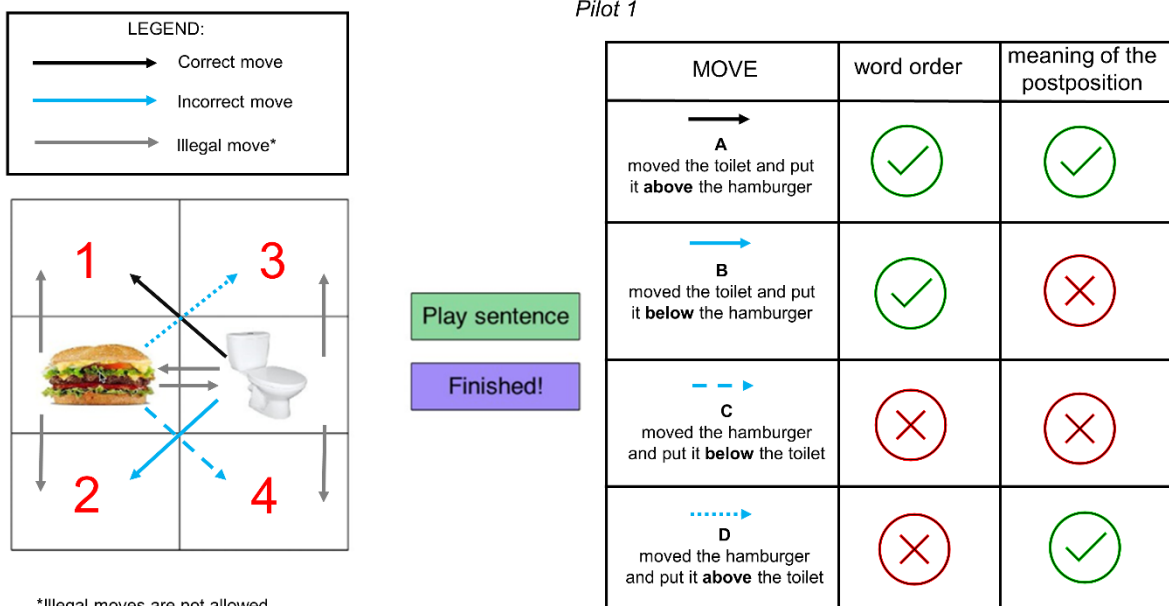 Pilot 1
LEGEND:
Correct move
Incorrect move
Illegal move*
1
3
2
4
*Illegal moves are not allowed
Play sentence
Finished!
MOVE
word order
meaning of the
postposition
A
moved the toilet and put
it above the hamburger
B
moved the toilet and put
it below the hamburger
C
moved the hamburger
and put it below the toilet
D
moved the hamburger
and put it above the toilet